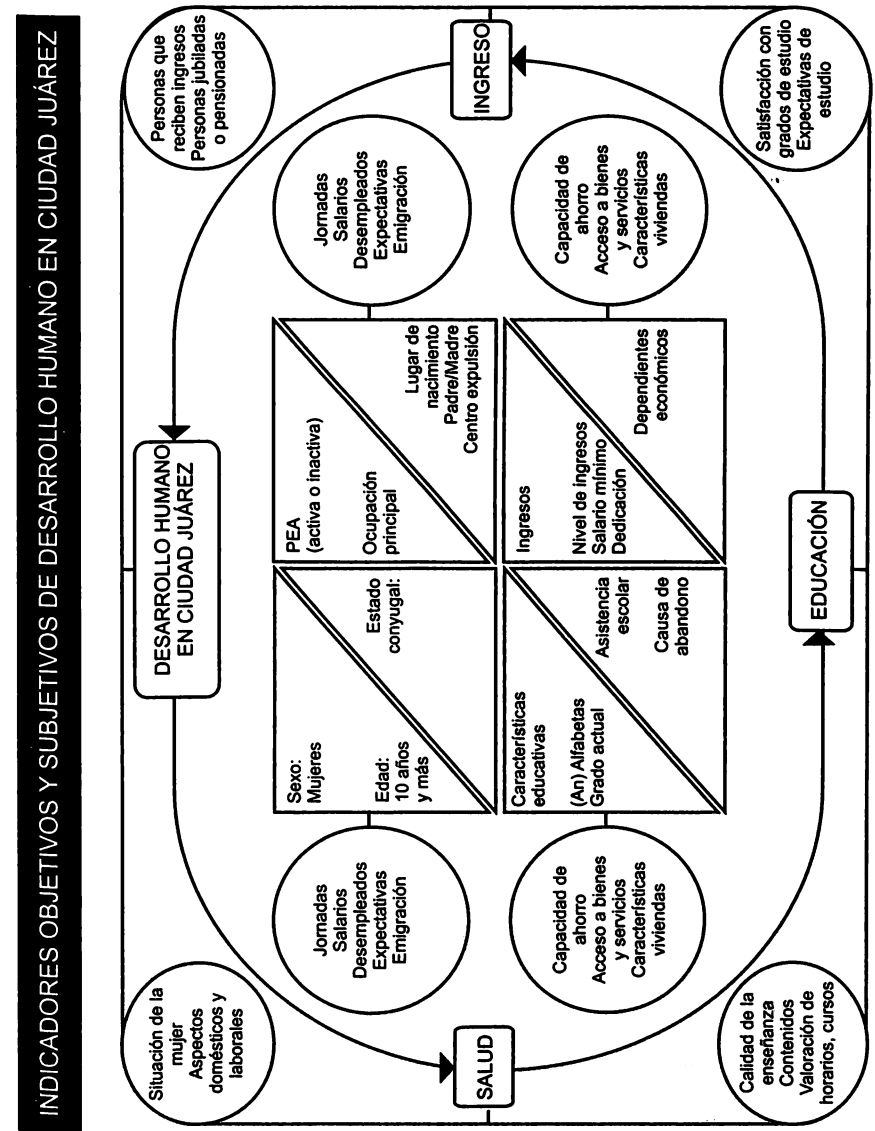 INDICADORES OBJETIVOS Y SUBJETIVOS DE DESARROLLO HUMANO EN CIUDAD JUÁREZ
Situación de la
mujer
Aspectos
domésticos y
laborales
DESARROLLO HUMANO
EN CIUDAD JUÁREZ
Personas que
reciben ingresos
Personas jubiladas
o pensionadas
Jornadas
Salarios
Desempleados
Expectativas
Emigración
Sexo:
Mujeres
Edad:
10 años
y más
Estado
conyugal:
PEA
(activa o inactiva)
Ocupación
principal
Lugar de
nacimiento
Padre/Madre
Centro expulsión
Jornadas
Salarios
Desempleados
Expectativas
Emigración
SALUD
INGRESO
Capacidad de
ahorro
Acceso a bienes
y servicios
Características
viviendas
Características
educativas
(An) Alfabetas
Grado actual
Asistencia
escolar
Causa de
abandono
Ingresos
Nivel de ingresos
Salario mínimo
Dedicación
Dependientes
económicos
Capacidad de
ahorro
Acceso a bienes
y servicios
Características
viviendas
Calidad de la
enseñanza
Contenidos
Valoración de
horarios, cursos
EDUCACIÓN
Satisfacción con
grados de estudio
Expectativas de
estudio